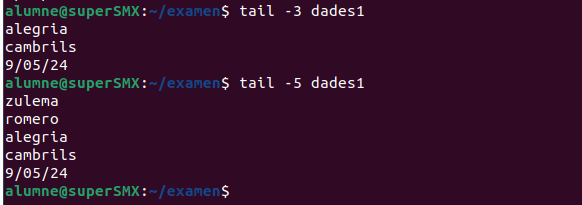 alumne@superSMX:~/examen$ tail -3 dades1
alegria
cambrils
9/05/24
alumne@superSMX:~/examen$ tail -5 dades1
zulema
romero
alegria
cambrils
9/05/24
alumne@superSMX:~/examen$